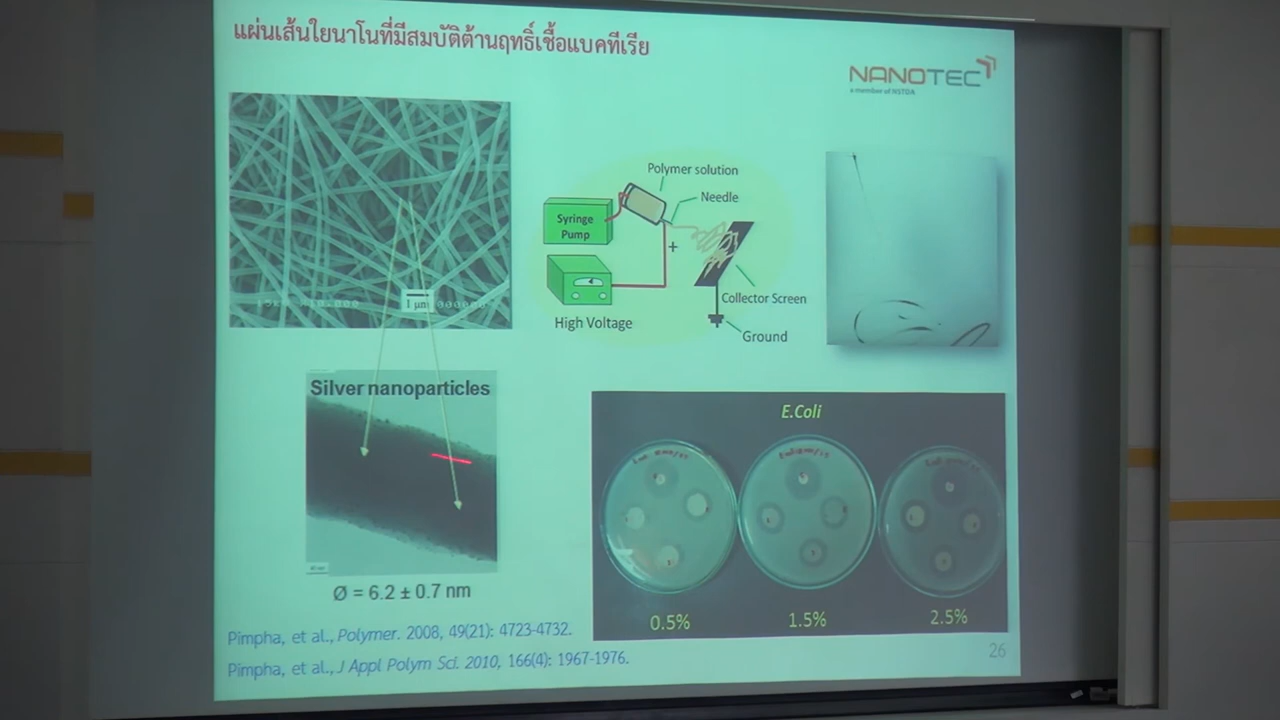 แผ่นเส้นใยนาโนที่มีสมบัติต้านฤทธิ์เชื้อแบคทีเรีย
NANOTEC
a member of NSTDA
Polymer solution
Needle
Syringe
Pump
+
1 µm
Collector Screen
High Voltage
Ground
Silver nanoparticles
E.Coli
0.5%
1.5%
2.5%
Ø = 6.2 ± 0.7 nm
Pimpha, et al., Polymer. 2008, 49(21): 4723-4732.
Pimpha, et al., J Appl Polym Sci. 2010, 166(4): 1967-1976.
26